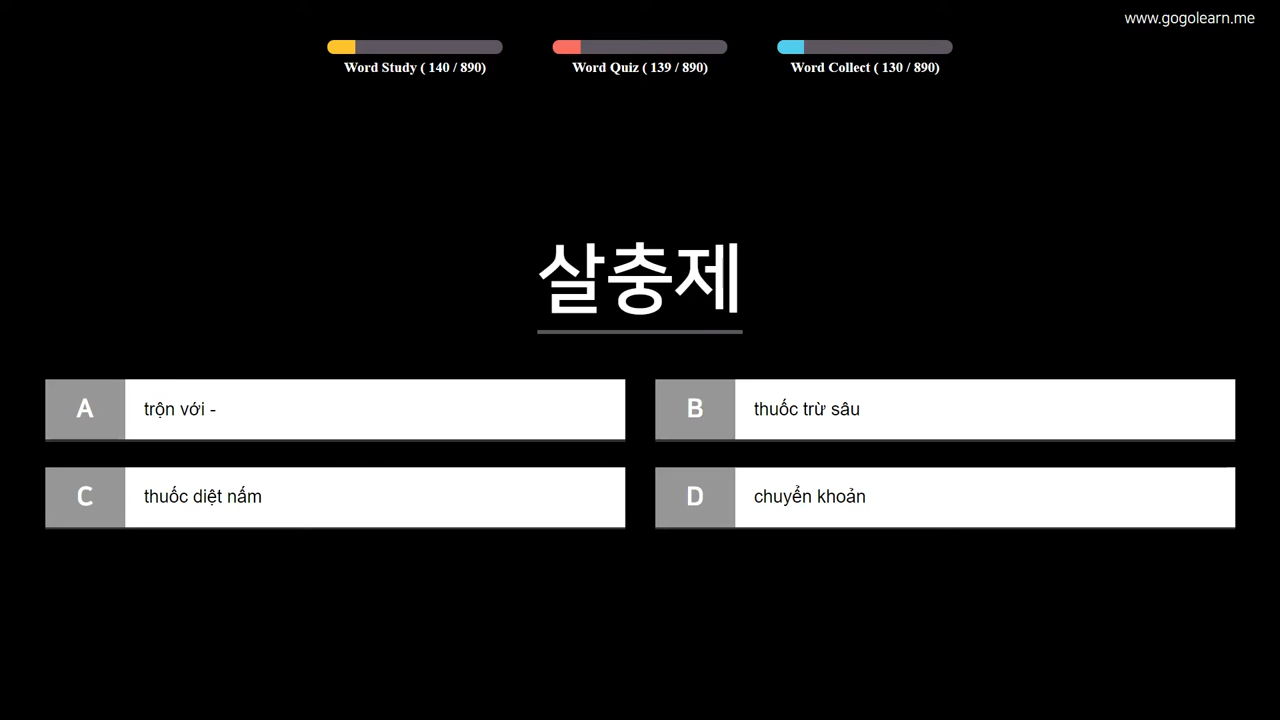 www.gogolearn.me
Word Study ( 140 / 890)
Word Quiz ( 139 / 890)
Word Collect ( 130 / 890)
살충제
A trộn với -
B thuốc trừ sâu
C thuốc diệt nấm
D chuyển khoản